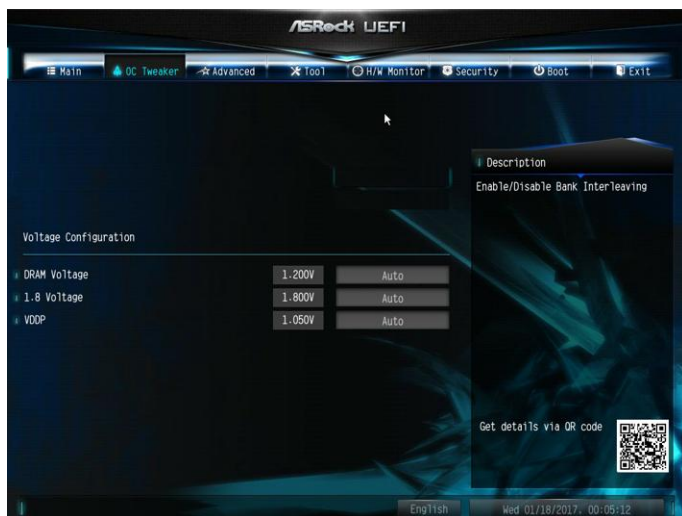 ASRock UEFI
Main OC Tweaker Advanced Tool H/W Monitor Security Boot Exit
Description
Enable/Disable Bank Interleaving
Voltage Configuration
DRAM Voltage 1.200V Auto
1.8 Voltage 1.800V Auto
VDDP 1.050V Auto
Get details via QR code
English Wed 01/18/2017. 00:05:12